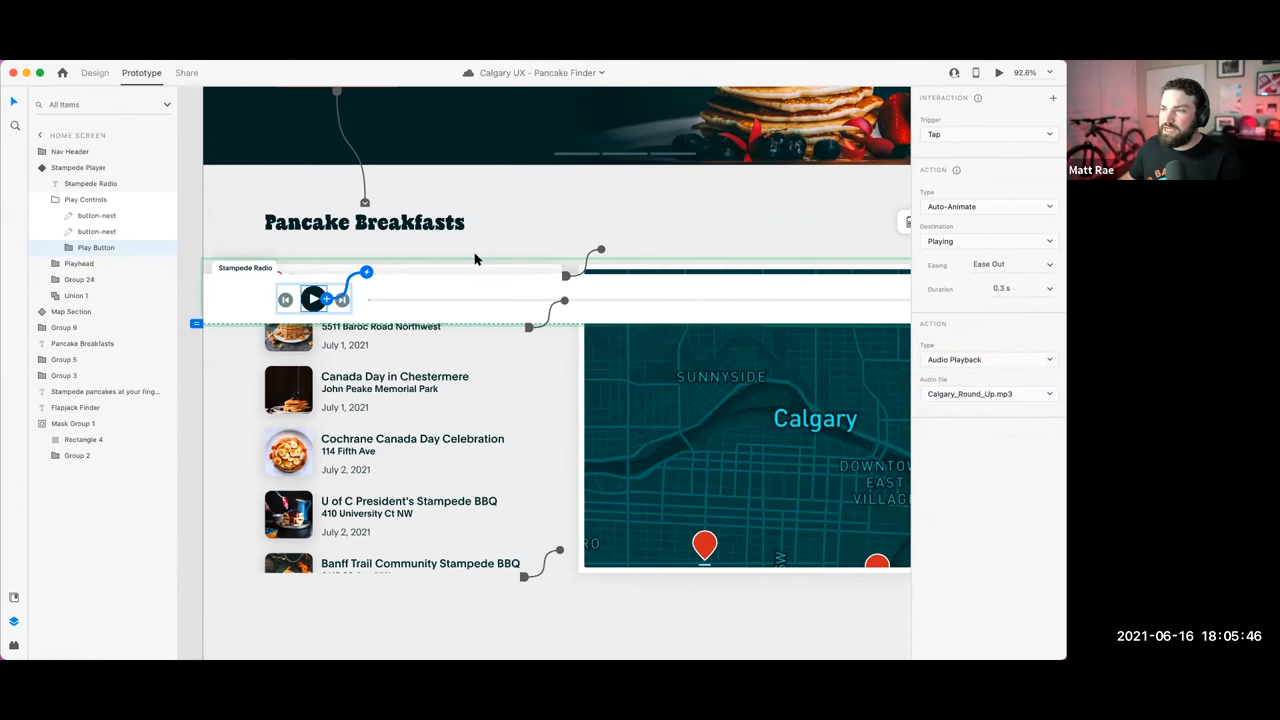 Design
Prototype
Share
Calgary UX - Pancake Finder
92.6%
All Items
HOME SCREEN
Nav Header
Stampede Player
Stampede Radio
Play Controls
button-next
button-next
Play Button
Playhead
Group 24
Union 1
Map Section
Group 9
Pancake Breakfasts
Group 5
Group 3
Stampede pancakes at your fing...
Flapjack Finder
Mask Group 1
Rectangle 4
Group 2
Pancake Breakfasts
Stampede Radio
5511 Baroc Road Northwest
July 1, 2021
Canada Day in Chestermere
John Peake Memorial Park
July 1, 2021
Cochrane Canada Day Celebration
114 Fifth Ave
July 2, 2021
U of C President's Stampede BBQ
410 University Ct NW
July 2, 2021
Banff Trail Community Stampede BBQ
SUNNYSIDE
Calgary
DOWNTOW
EAST
VILLAG
RO
SW
INTERACTION
Trigger
Tap
ACTION
Type
Auto-Animate
Destination
Playing
Easing
Ease Out
Duration
0.3 s
ACTION
Type
Audio Playback
Audio file
Calgary_Round_Up.mp3
Matt Rae
2021-06-16 18:05:46